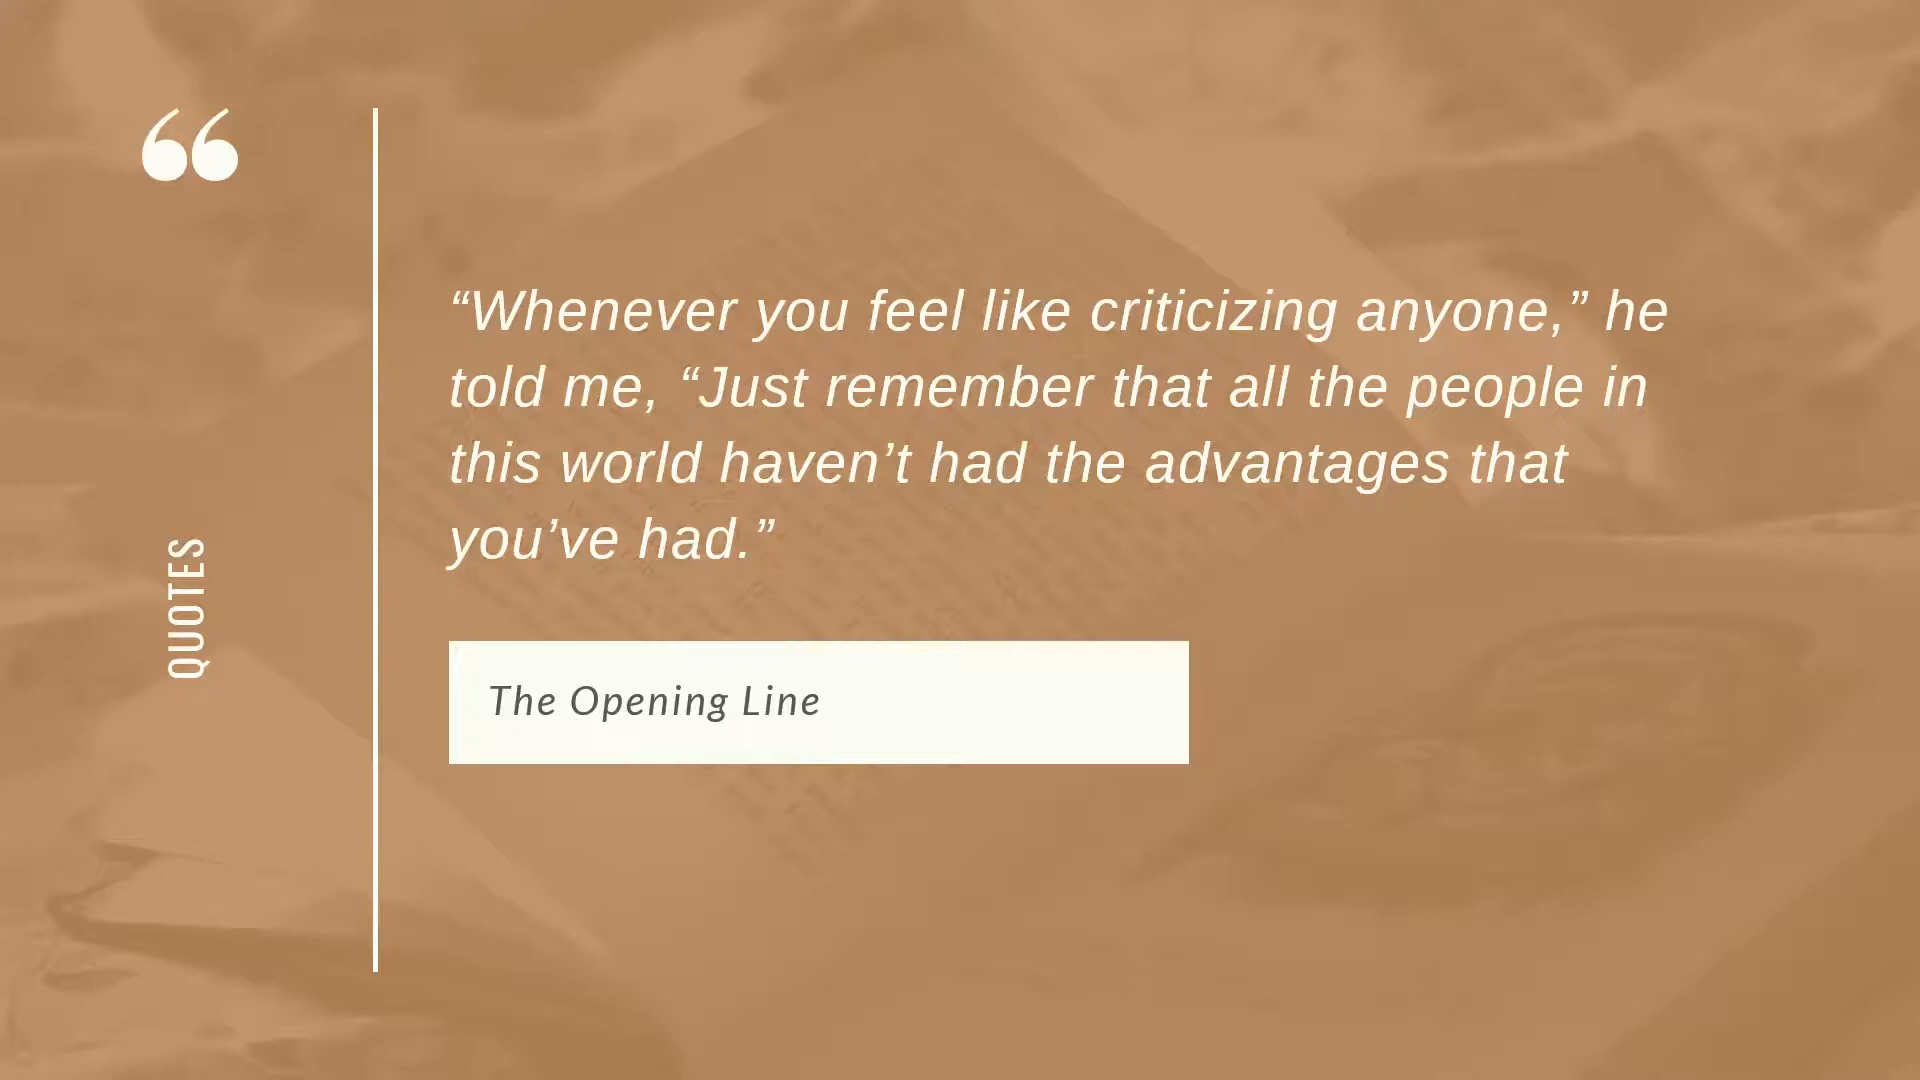 “
QUOTES
“Whenever you feel like criticizing anyone,” he
told me, “Just remember that all the people in
this world haven’t had the advantages that
you’ve had.”
The Opening Line